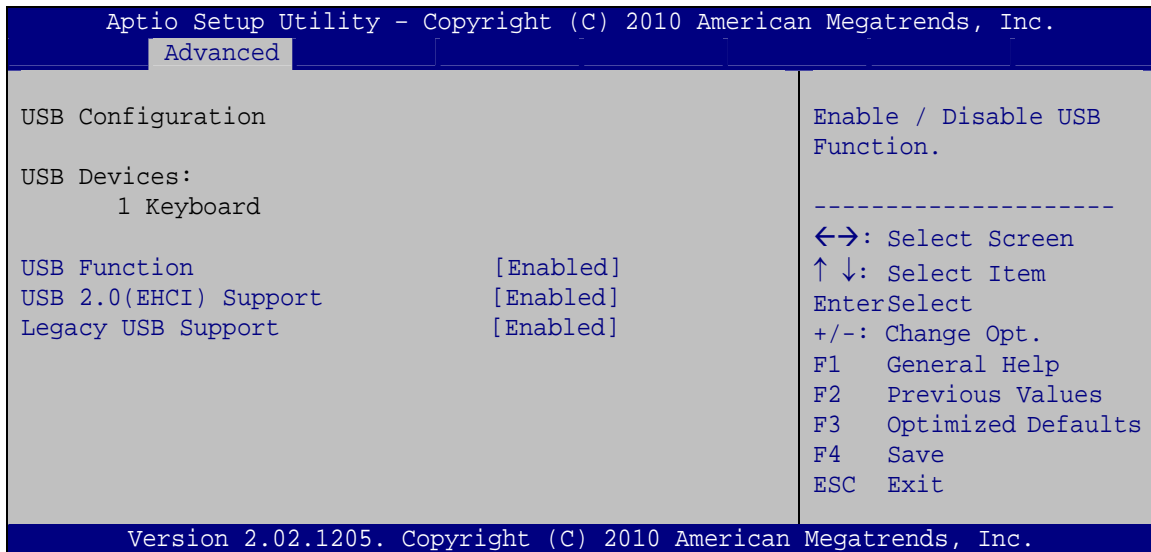 Aptio Setup Utility – Copyright (C) 2010 American Megatrends, Inc.
Advanced
USB Configuration
USB Devices:
1 Keyboard
USB Function [Enabled]
USB 2.0(EHCI) Support [Enabled]
Legacy USB Support [Enabled]
Enable / Disable USB
Function.
---------------------
←→: Select Screen
↑ ↓: Select Item
EnterSelect
+/-: Change Opt.
F1 General Help
F2 Previous Values
F3 Optimized Defaults
F4 Save
ESC Exit
Version 2.02.1205. Copyright (C) 2010 American Megatrends, Inc.